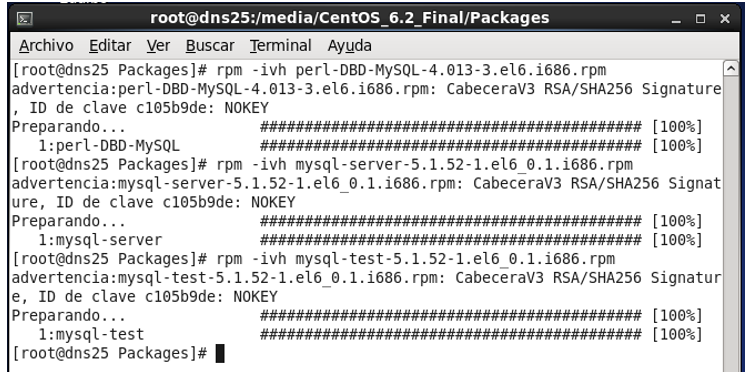 root@dns25:/media/CentOS_6.2_Final/Packages
Archivo Editar Ver Buscar Terminal Ayuda
[root@dns25 Packages]# rpm -ivh perl-DBD-MySQL-4.013-3.el6.i686.rpm
advertencia:perl-DBD-MySQL-4.013-3.el6.i686.rpm: CabeceraV3 RSA/SHA256 Signature
, ID de clave c105b9de: NOKEY
Preparando... ########################################### [100%]
1:perl-DBD-MySQL ########################################### [100%]
[root@dns25 Packages]# rpm -ivh mysql-server-5.1.52-1.el6_0.1.i686.rpm
advertencia:mysql-server-5.1.52-1.el6_0.1.i686.rpm: CabeceraV3 RSA/SHA256 Signat
ure, ID de clave c105b9de: NOKEY
Preparando... ########################################### [100%]
1:mysql-server ########################################### [100%]
[root@dns25 Packages]# rpm -ivh mysql-test-5.1.52-1.el6_0.1.i686.rpm
advertencia:mysql-test-5.1.52-1.el6_0.1.i686.rpm: CabeceraV3 RSA/SHA256 Signatur
e, ID de clave c105b9de: NOKEY
Preparando... ########################################### [100%]
1:mysql-test ########################################### [100%]
[root@dns25 Packages]#